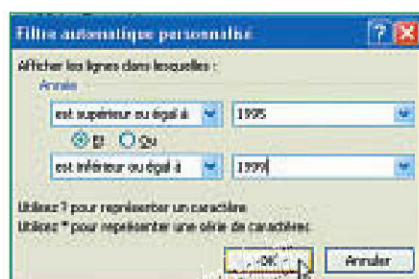 Filtre automatique personnalisé
Afficher les lignes dans lesquelles :
Année
est supérieur ou égal à 1995
Et Ou
est inférieur ou égal à 1999
Utilisez ? pour représenter un caractère
Utilisez * pour représenter une série de caractères
OK Annuler